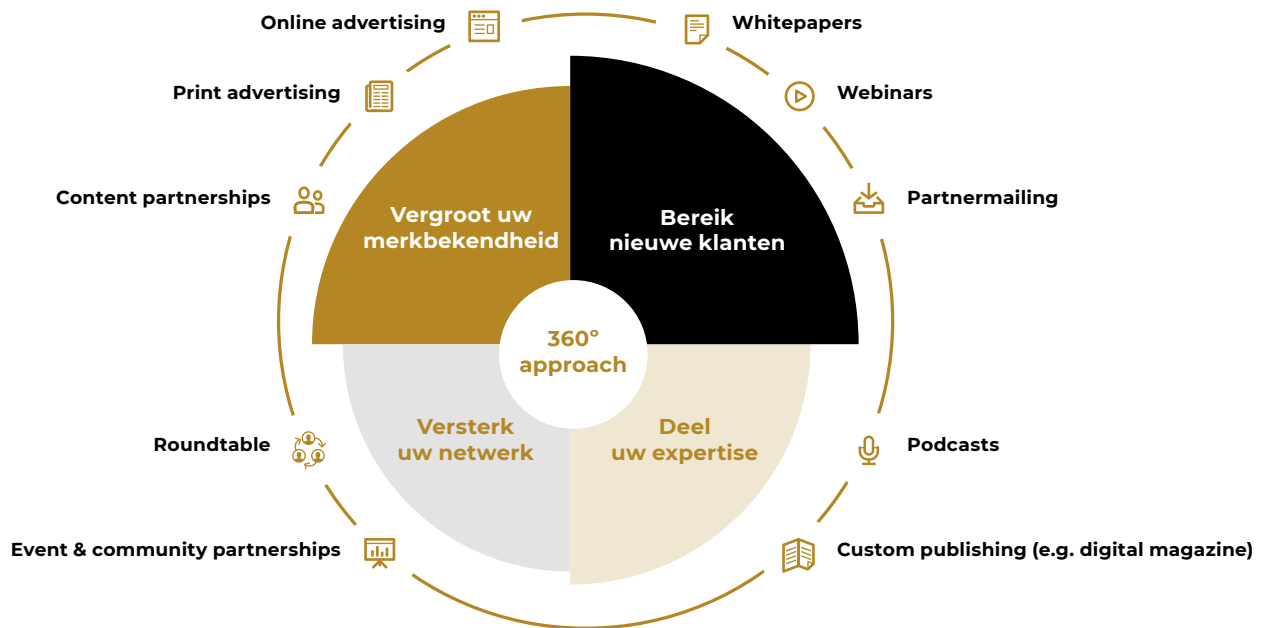 Online advertising
Whitepapers
Print advertising
Webinars
Content partnerships
Partnermailing
Vergroot uw
merkbekendheid
Bereik
nieuwe klanten
360º
approach
Versterk
uw netwerk
Deel
uw expertise
Roundtable
Podcasts
Event & community partnerships
Custom publishing (e.g. digital magazine)